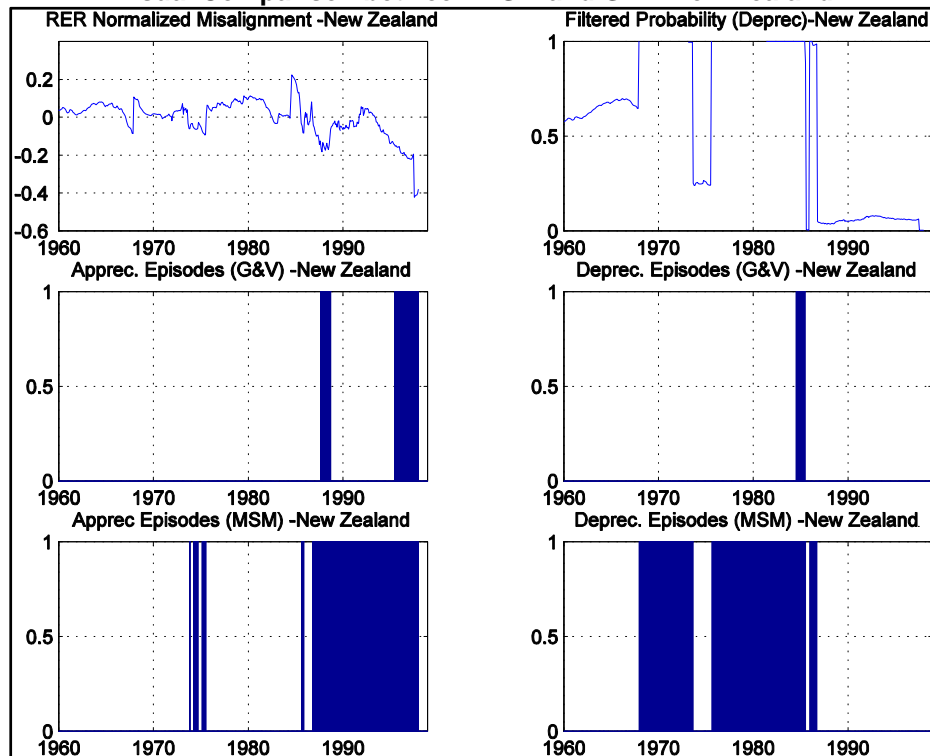 RER Normalized Misalignment -New Zealand
0.2
0
-0.2
-0.4
-0.6
1960 1970 1980 1990
Filtered Probability (Deprec)-New Zealand
1
0.5
0
1960 1970 1980 1990
Apprec. Episodes (G&V) -New Zealand
1
0.5
0
1960 1970 1980 1990
Deprec. Episodes (G&V) -New Zealand
1
0.5
0
1960 1970 1980 1990
Apprec Episodes (MSM) -New Zealand
1
0.5
0
1960 1970 1980 1990
Deprec. Episodes (MSM) -New Zealand
1
0.5
0
1960 1970 1980 1990